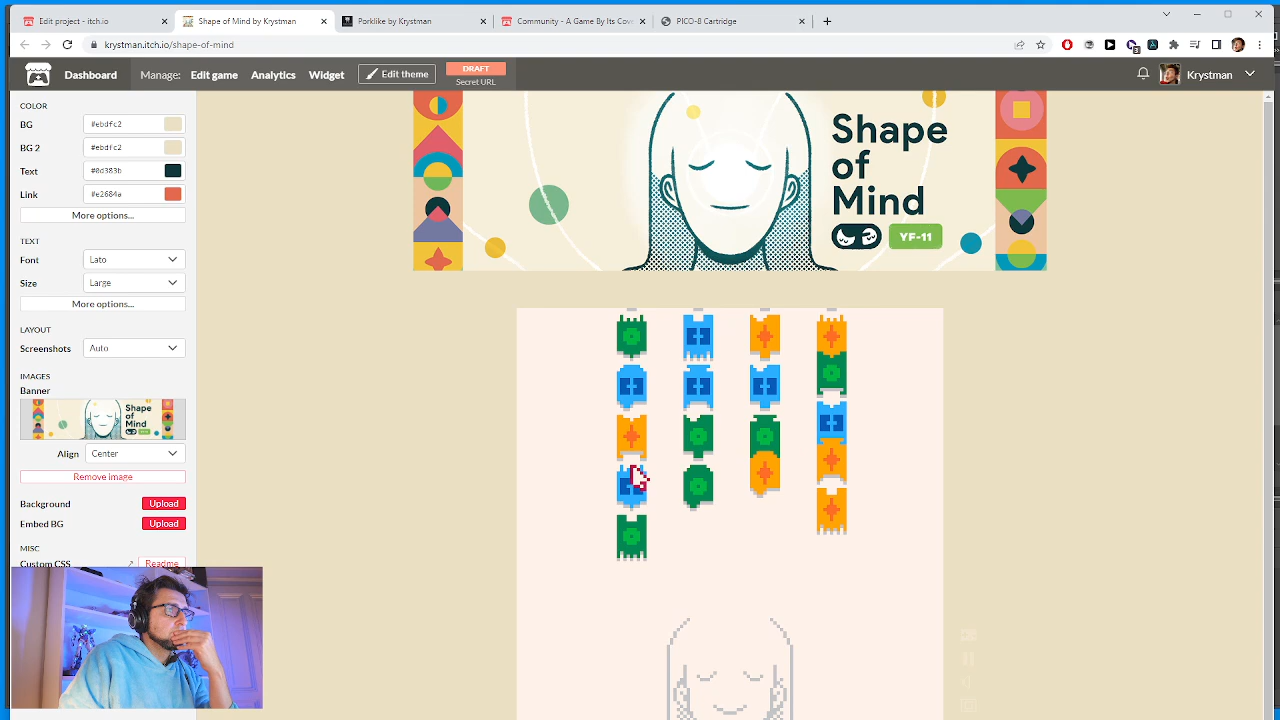 Edit project - itch.io
Shape of Mind by Krystman
Porklike by Krystman
Community - A Game By Its Cov
PICO-8 Cartridge
krystman.itch.io/shape-of-mind
Dashboard
Manage:
Edit game
Analytics
Widget
Edit theme
DRAFT
Secret URL
Krystman
COLOR
BG
#ebdfc2
BG 2
#ebdfc2
Text
#0d383b
Link
#e2684a
More options...
TEXT
Font
Lato
Size
Large
More options...
LAYOUT
Screenshots
Auto
IMAGES
Banner
Shape
of
Mind
Align
Center
Remove image
Background
Upload
Embed BG
Upload
MISC
Custom CSS
Readme
Shape
of
Mind
YF-11